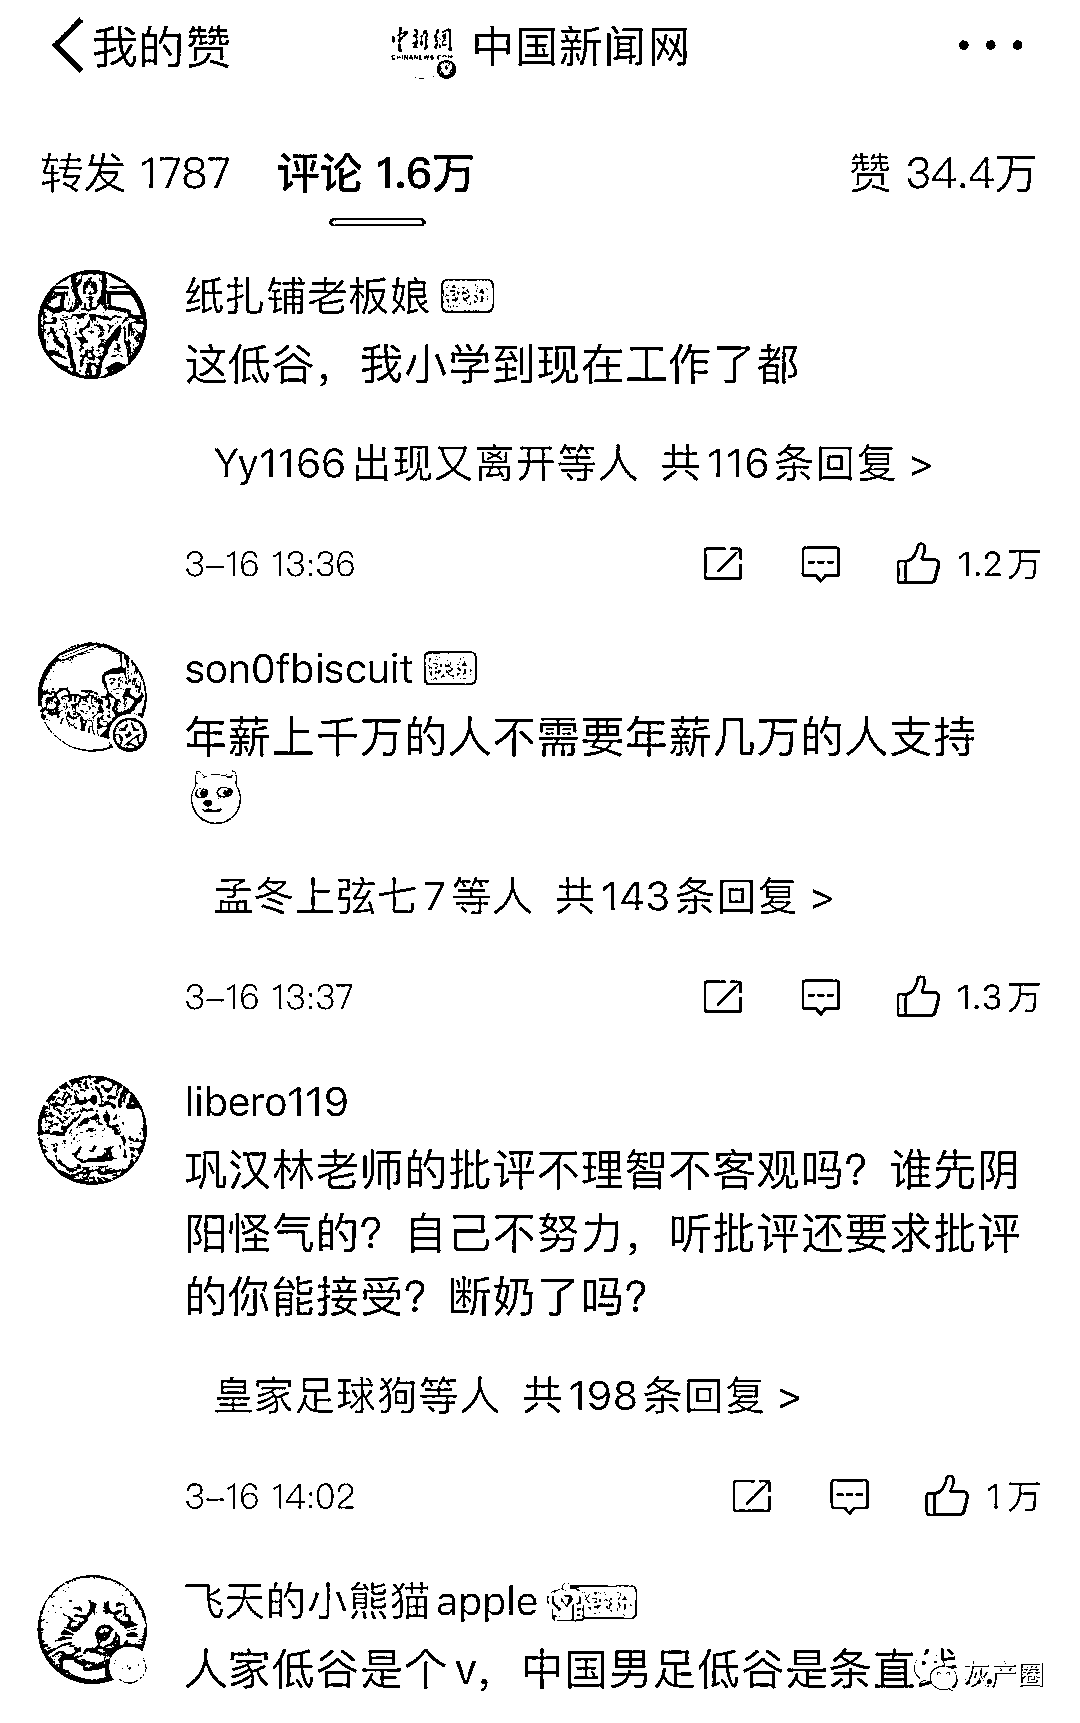 我的赞
中新網
CHINANEWS.COM
中国新闻网
转发 1787 评论 1.6万 赞 34.4万
纸扎铺老板娘 铁粉
这低谷，我小学到现在工作了都
Yy1166出现又离开等人 共116条回复 >
3-16 13:36 1.2万
son0fbiscuit 铁粉
年薪上千万的人不需要年薪几万的人支持
孟冬上弦七7等人 共143条回复 >
3-16 13:37 1.3万
libero119
巩汉林老师的批评不理智不客观吗？谁先阴
阳怪气的？自己不努力，听批评还要求批评
的你能接受？断奶了吗？
皇家足球狗等人 共198条回复 >
3-16 14:02 1万
飞天的小熊猫apple 铁粉
人家低谷是个v，中国男足低谷是条直线
灰产圈